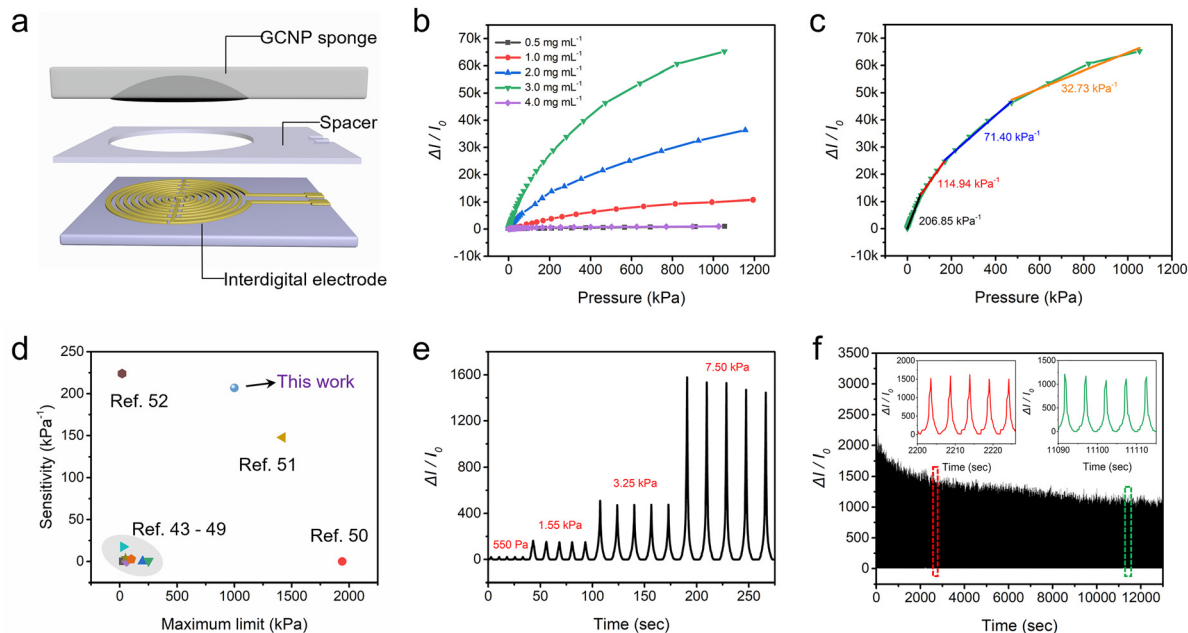 a
GCNP sponge
Spacer
Interdigital electrode
b
ΔI / I0
70k
60k
50k
40k
30k
20k
10k
0
-10k
0.5 mg mL-1
1.0 mg mL-1
2.0 mg mL-1
3.0 mg mL-1
4.0 mg mL-1
0 200 400 600 800 1000 1200
Pressure (kPa)
c
ΔI / I0
70k
60k
50k
40k
30k
20k
10k
0
-10k
32.73 kPa-1
71.40 kPa-1
114.94 kPa-1
206.85 kPa-1
0 200 400 600 800 1000 1200
Pressure (kPa)
d
Sensitivity (kPa-1)
250
200
150
100
50
0
This work
Ref. 52
Ref. 51
Ref. 43 - 49
Ref. 50
0 500 1000 1500 2000
Maximum limit (kPa)
e
ΔI / I0
1600
1200
800
400
0
7.50 kPa
3.25 kPa
1.55 kPa
550 Pa
0 50 100 150 200 250
Time (sec)
f
ΔI / I0
3500
3000
2500
2000
1500
1000
500
0
ΔI / I0
2000
1500
1000
500
0
2200 2210 2220
Time (sec)
ΔI / I0
2000
1500
1000
500
0
11090 11100 11110
Time (sec)
0 2000 4000 6000 8000 10000 12000
Time (sec)